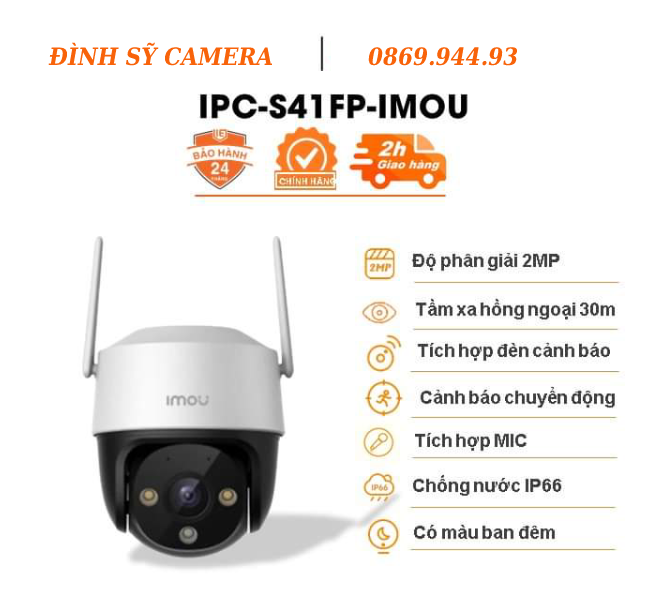 ĐÌNH SỸ CAMERA | 0869.944.93
IPC-S41FP-IMOU
BẢO HÀNH
24
THÁNG
CHÍNH HÃNG
2h
Giao hàng
imou
2MP
Độ phân giải 2MP
Tầm xa hồng ngoại 30m
Tích hợp đèn cảnh báo
Cảnh báo chuyển động
Tích hợp MIC
IP66
Chống nước IP66
Có màu ban đêm